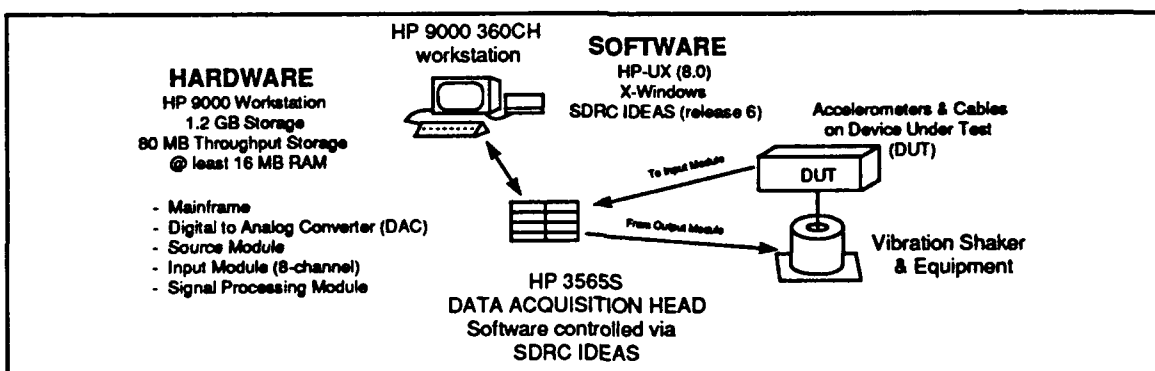 HP 9000 360CH
workstation
SOFTWARE
HP-UX (8.0)
X-Windows
SDRC IDEAS (release 6)
HARDWARE
HP 9000 Workstation
1.2 GB Storage
80 MB Throughput Storage
@ least 16 MB RAM
- Mainframe
- Digital to Analog Converter (DAC)
- Source Module
- Input Module (8-channel)
- Signal Processing Module
Accelerometers & Cables
on Device Under Test
(DUT)
To Input Module
DUT
From Output Module
Vibration Shaker
& Equipment
HP 3565S
DATA ACQUISITION HEAD
Software controlled via
SDRC IDEAS